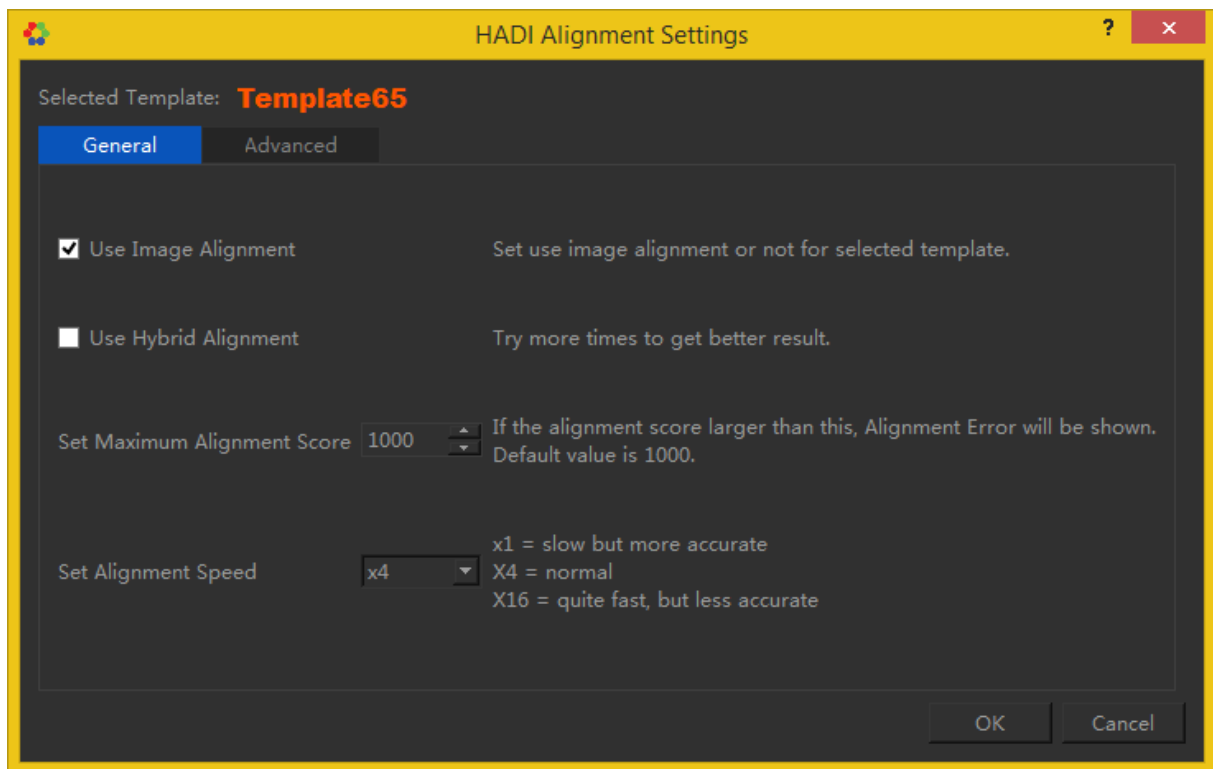 HADI Alignment Settings
?
Selected Template: Template65
General Advanced
Use Image Alignment Set use image alignment or not for selected template.
Use Hybrid Alignment Try more times to get better result.
Set Maximum Alignment Score 1000
If the alignment score larger than this, Alignment Error will be shown.
Default value is 1000.
Set Alignment Speed x4
x1 = slow but more accurate
X4 = normal
X16 = quite fast, but less accurate
OK Cancel